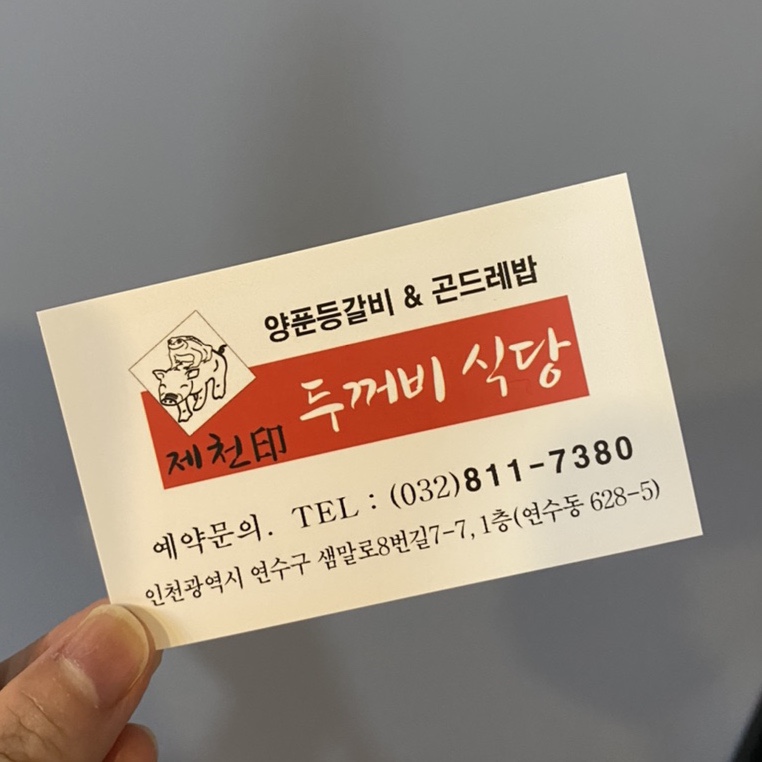 양푼등갈비 & 곤드레밥
두꺼비 식당
제천印
예약문의. TEL : (032)811-7380
인천광역시 연수구 샘말로8번길7-7, 1층(연수동 628-5)